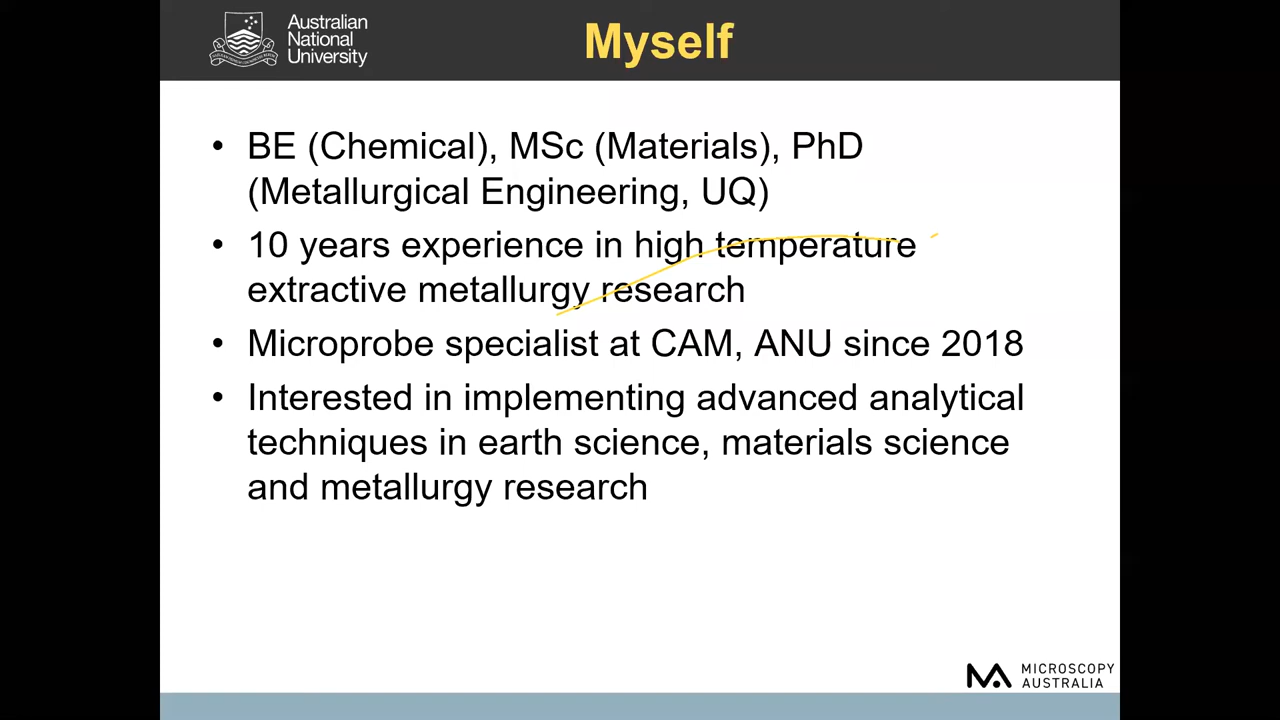 Australian
National
University
Myself
• BE (Chemical), MSc (Materials), PhD
(Metallurgical Engineering, UQ)
• 10 years experience in high temperature
extractive metallurgy research
• Microprobe specialist at CAM, ANU since 2018
• Interested in implementing advanced analytical
techniques in earth science, materials science
and metallurgy research
MICROSCOPY
AUSTRALIA